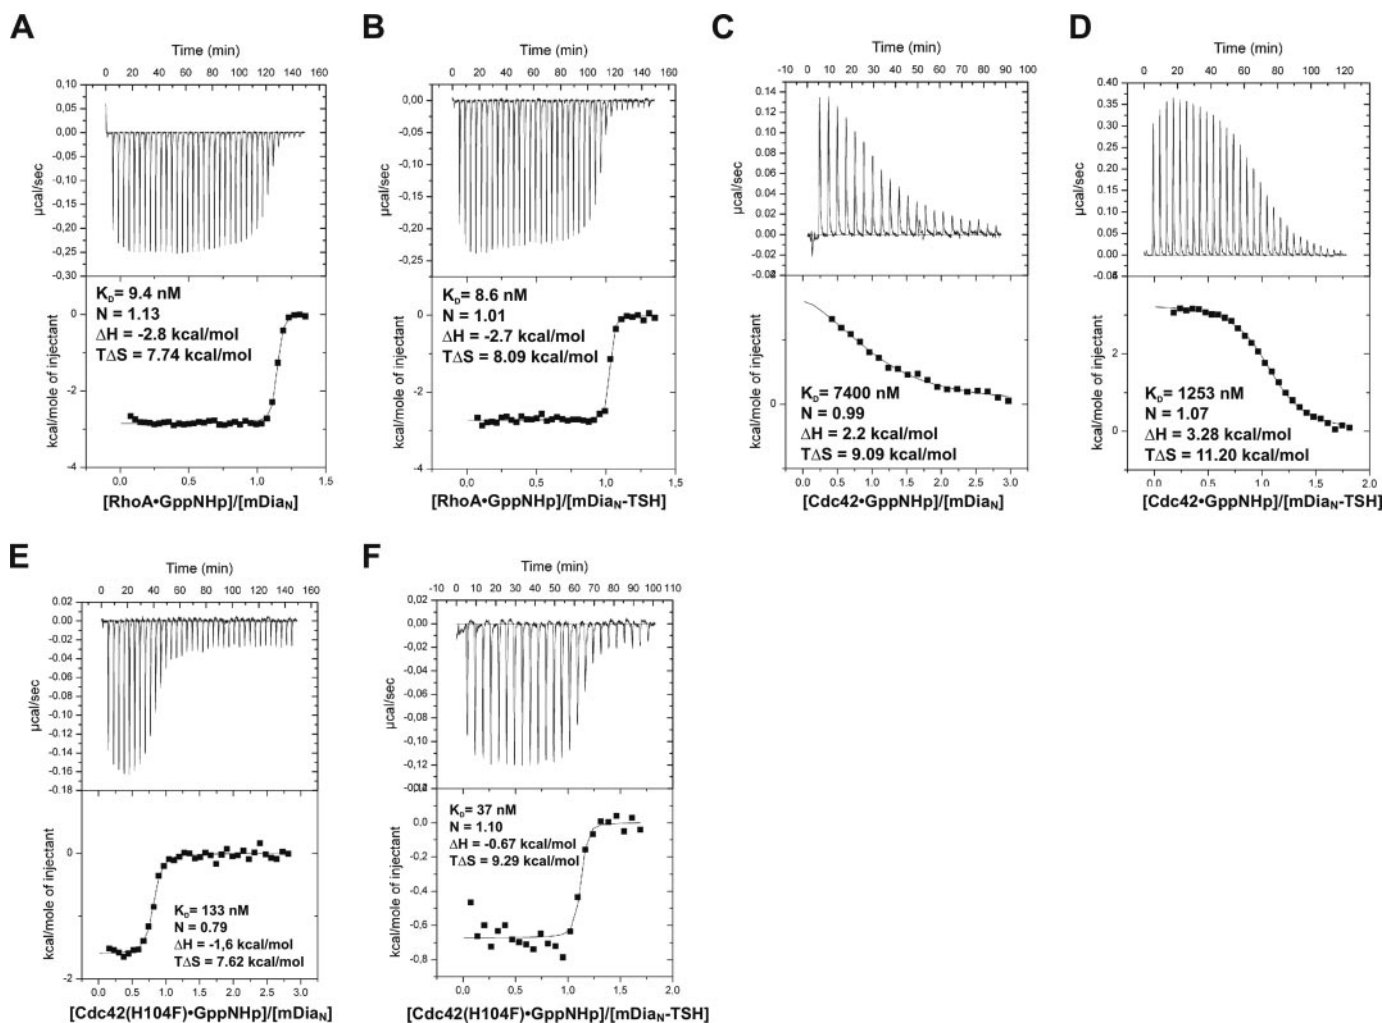 A
Time (min)
0 20 40 60 80 100 120 140 160
0,10
0,05
0,00
-0,05
-0,10
-0,15
-0,20
-0,25
-0,30
µcal/sec
K_D= 9.4 nM
N = 1.13
ΔH = -2.8 kcal/mol
TΔS = 7.74 kcal/mol
0
-2
-4
kcal/mole of injectant
0.0 0.5 1.0 1.5
[RhoA•GppNHp]/[mDia_N]
B
Time (min)
0 20 40 60 80 100 120 140 160
0,00
-0,05
-0,10
-0,15
-0,20
-0,25
µcal/sec
K_D= 8.6 nM
N = 1.01
ΔH = -2.7 kcal/mol
TΔS = 8.09 kcal/mol
0
-2
-4
kcal/mole of injectant
0.0 0.5 1.0 1.5
[RhoA•GppNHp]/[mDia_N-TSH]
C
Time (min)
-10 0 10 20 30 40 50 60 70 80 90 100
0.14
0.12
0.10
0.08
0.06
0.04
0.02
0.00
-0.02
µcal/sec
0
kcal/mole of injectant
K_D= 7400 nM
N = 0.99
ΔH = 2.2 kcal/mol
TΔS = 9.09 kcal/mol
0.0 0.5 1.0 1.5 2.0 2.5 3.0
[Cdc42•GppNHp]/[mDia_N]
D
Time (min)
0 20 40 60 80 100 120
0.40
0.35
0.30
0.25
0.20
0.15
0.10
0.05
0.00
µcal/sec
2
0
kcal/mole of injectant
K_D= 1253 nM
N = 1.07
ΔH = 3.28 kcal/mol
TΔS = 11.20 kcal/mol
0.0 0.5 1.0 1.5 2.0
[Cdc42•GppNHp]/[mDia_N-TSH]
E
Time (min)
0 20 40 60 80 100 120 140 160
0.02
0,00
-0.02
-0.04
-0.06
-0.08
-0.10
-0.12
-0.14
-0.16
-0.18
µcal/sec
0
-2
kcal/mole of injectant
K_D= 133 nM
N = 0.79
ΔH = -1,6 kcal/mol
TΔS = 7.62 kcal/mol
0.0 0.5 1.0 1.5 2.0 2.5 3.0
[Cdc42(H104F)•GppNHp]/[mDia_N]
F
Time (min)
-10 0 10 20 30 40 50 60 70 80 90 100 110
0,02
0,00
-0,02
-0,04
-0,06
-0,08
-0,10
-0,12
µcal/sec
K_D= 37 nM
N = 1.10
ΔH = -0.67 kcal/mol
TΔS = 9.29 kcal/mol
0,0
-0,2
-0,4
-0,6
-0,8
kcal/mole of injectant
0.0 0.5 1.0 1.5 2.0
[Cdc42(H104F)•GppNHp]/[mDia_N-TSH]